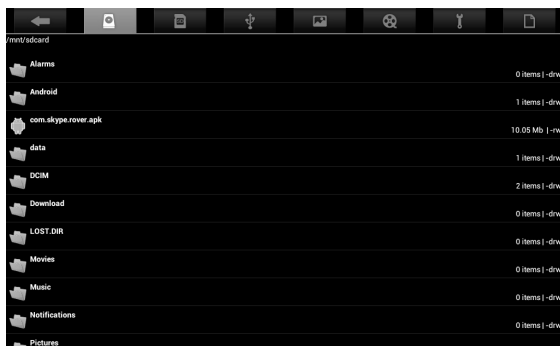 /mnt/sdcard
Alarms
0 items | -drw
Android
1 items | -drw
com.skype.rover.apk
10.05 Mb | -rw
data
1 items | -drw
DCIM
2 items | -drw
Download
0 items | -drw
LOST.DIR
0 items | -drw
Movies
0 items | -drw
Music
0 items | -drw
Notifications
0 items | -drw
Pictures